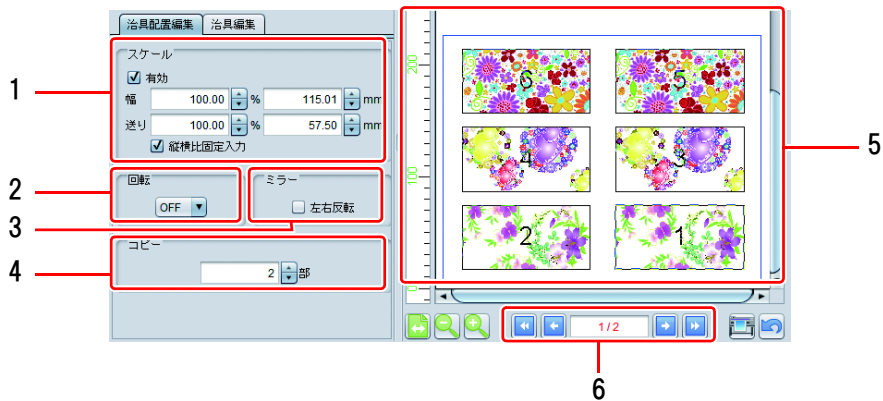 治具配置編集 治具編集
スケール
有効
幅 100.00 % 115.01 mm
送り 100.00 % 57.50 mm
縦横比固定入力
回転
OFF
ミラー
左右反転
コピー
2 部
1
2
3
4
200
100
0
6 5
4 3
2 1
1/2
5
6